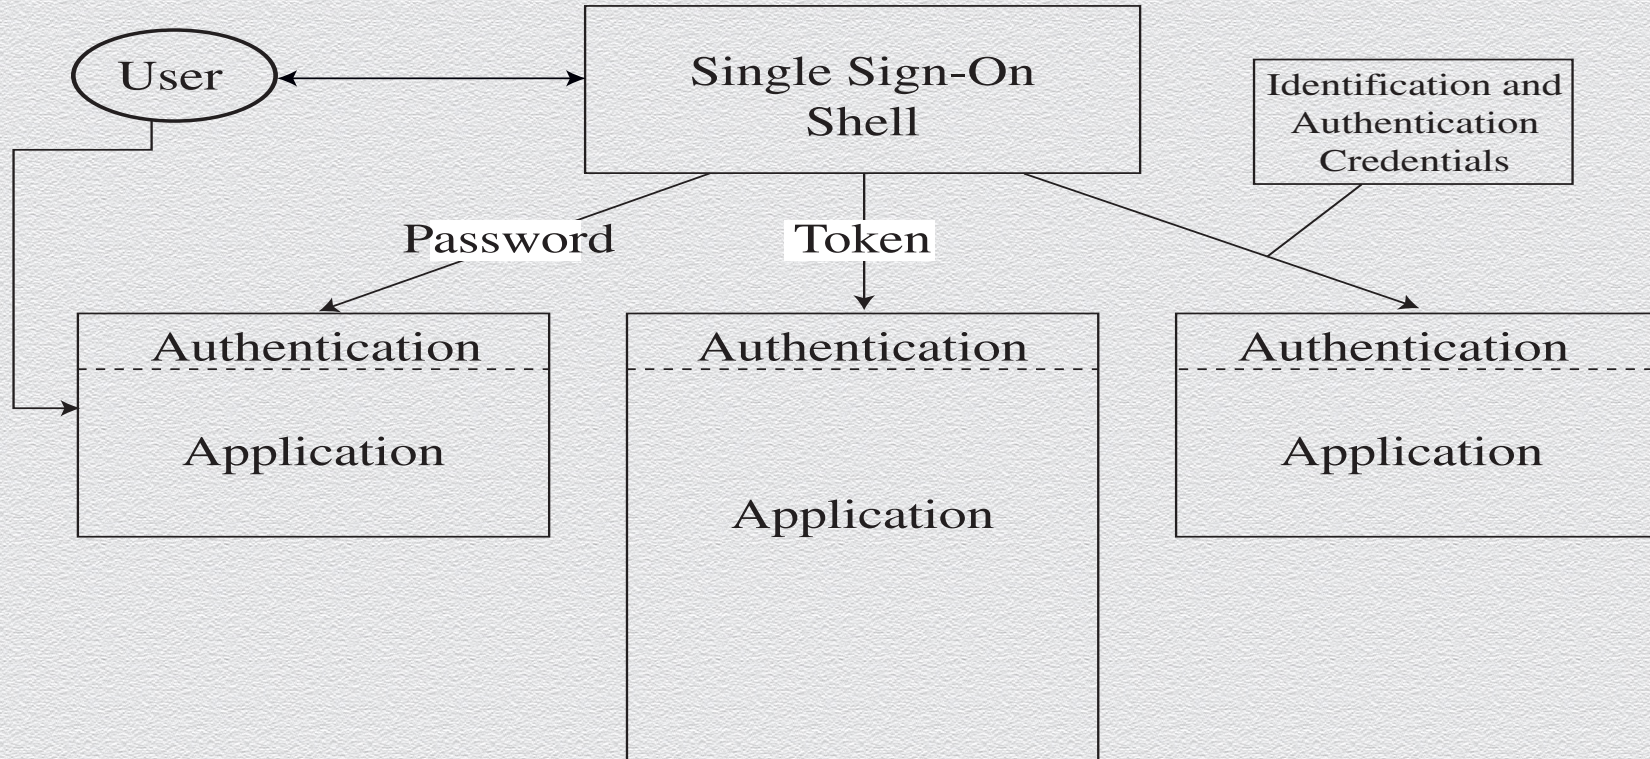 User
Single Sign-On
Shell
Identification and
Authentication
Credentials
Password
Token
Authentication
Authentication
Authentication
Application
Application
Application